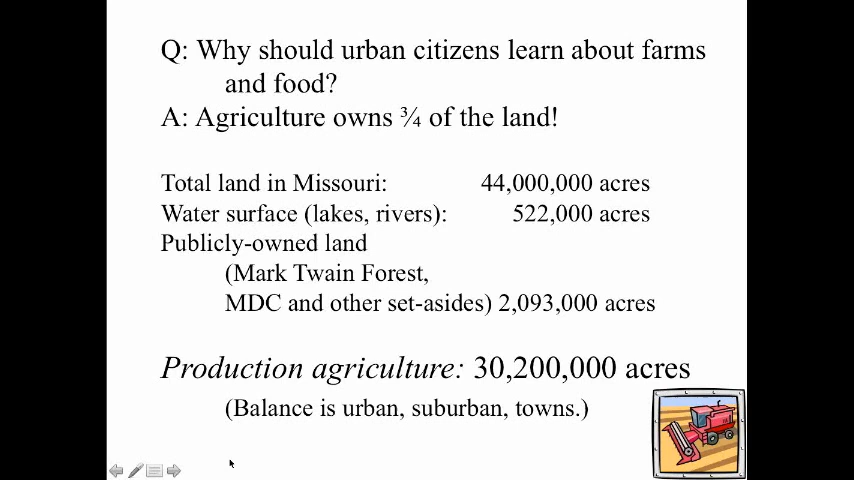 Q: Why should urban citizens learn about farms
and food?
A: Agriculture owns ¾ of the land!
Total land in Missouri: 44,000,000 acres
Water surface (lakes, rivers): 522,000 acres
Publicly-owned land
(Mark Twain Forest,
MDC and other set-asides) 2,093,000 acres
Production agriculture: 30,200,000 acres
(Balance is urban, suburban, towns.)